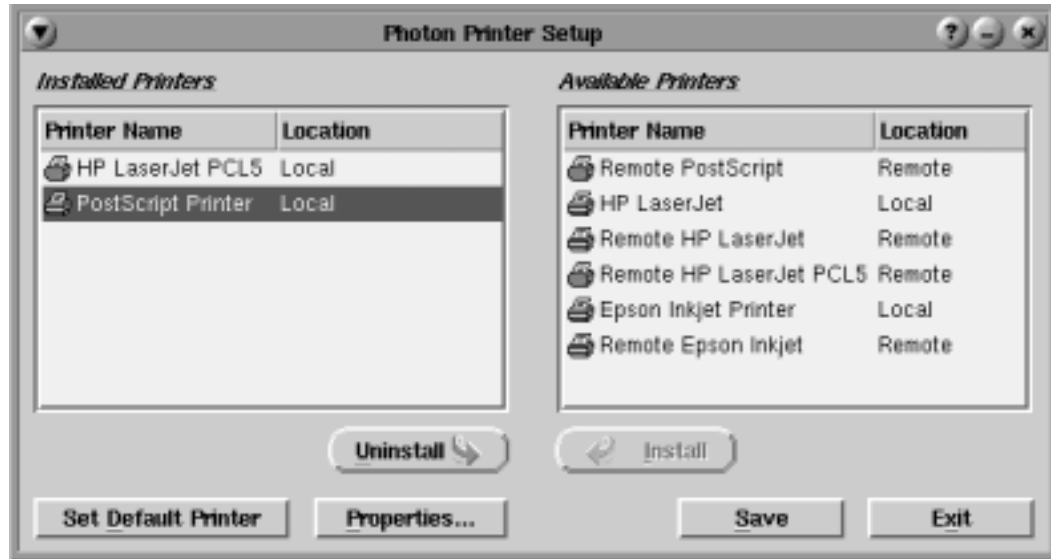 Photon Printer Setup
Installed Printers
Printer Name Location
HP LaserJet PCL5 Local
PostScript Printer Local
Uninstall
Available Printers
Printer Name Location
Remote PostScript Remote
HP LaserJet Local
Remote HP LaserJet Remote
Remote HP LaserJet PCL5 Remote
Epson Inkjet Printer Local
Remote Epson Inkjet Remote
Install
Set Default Printer
Properties...
Save
Exit